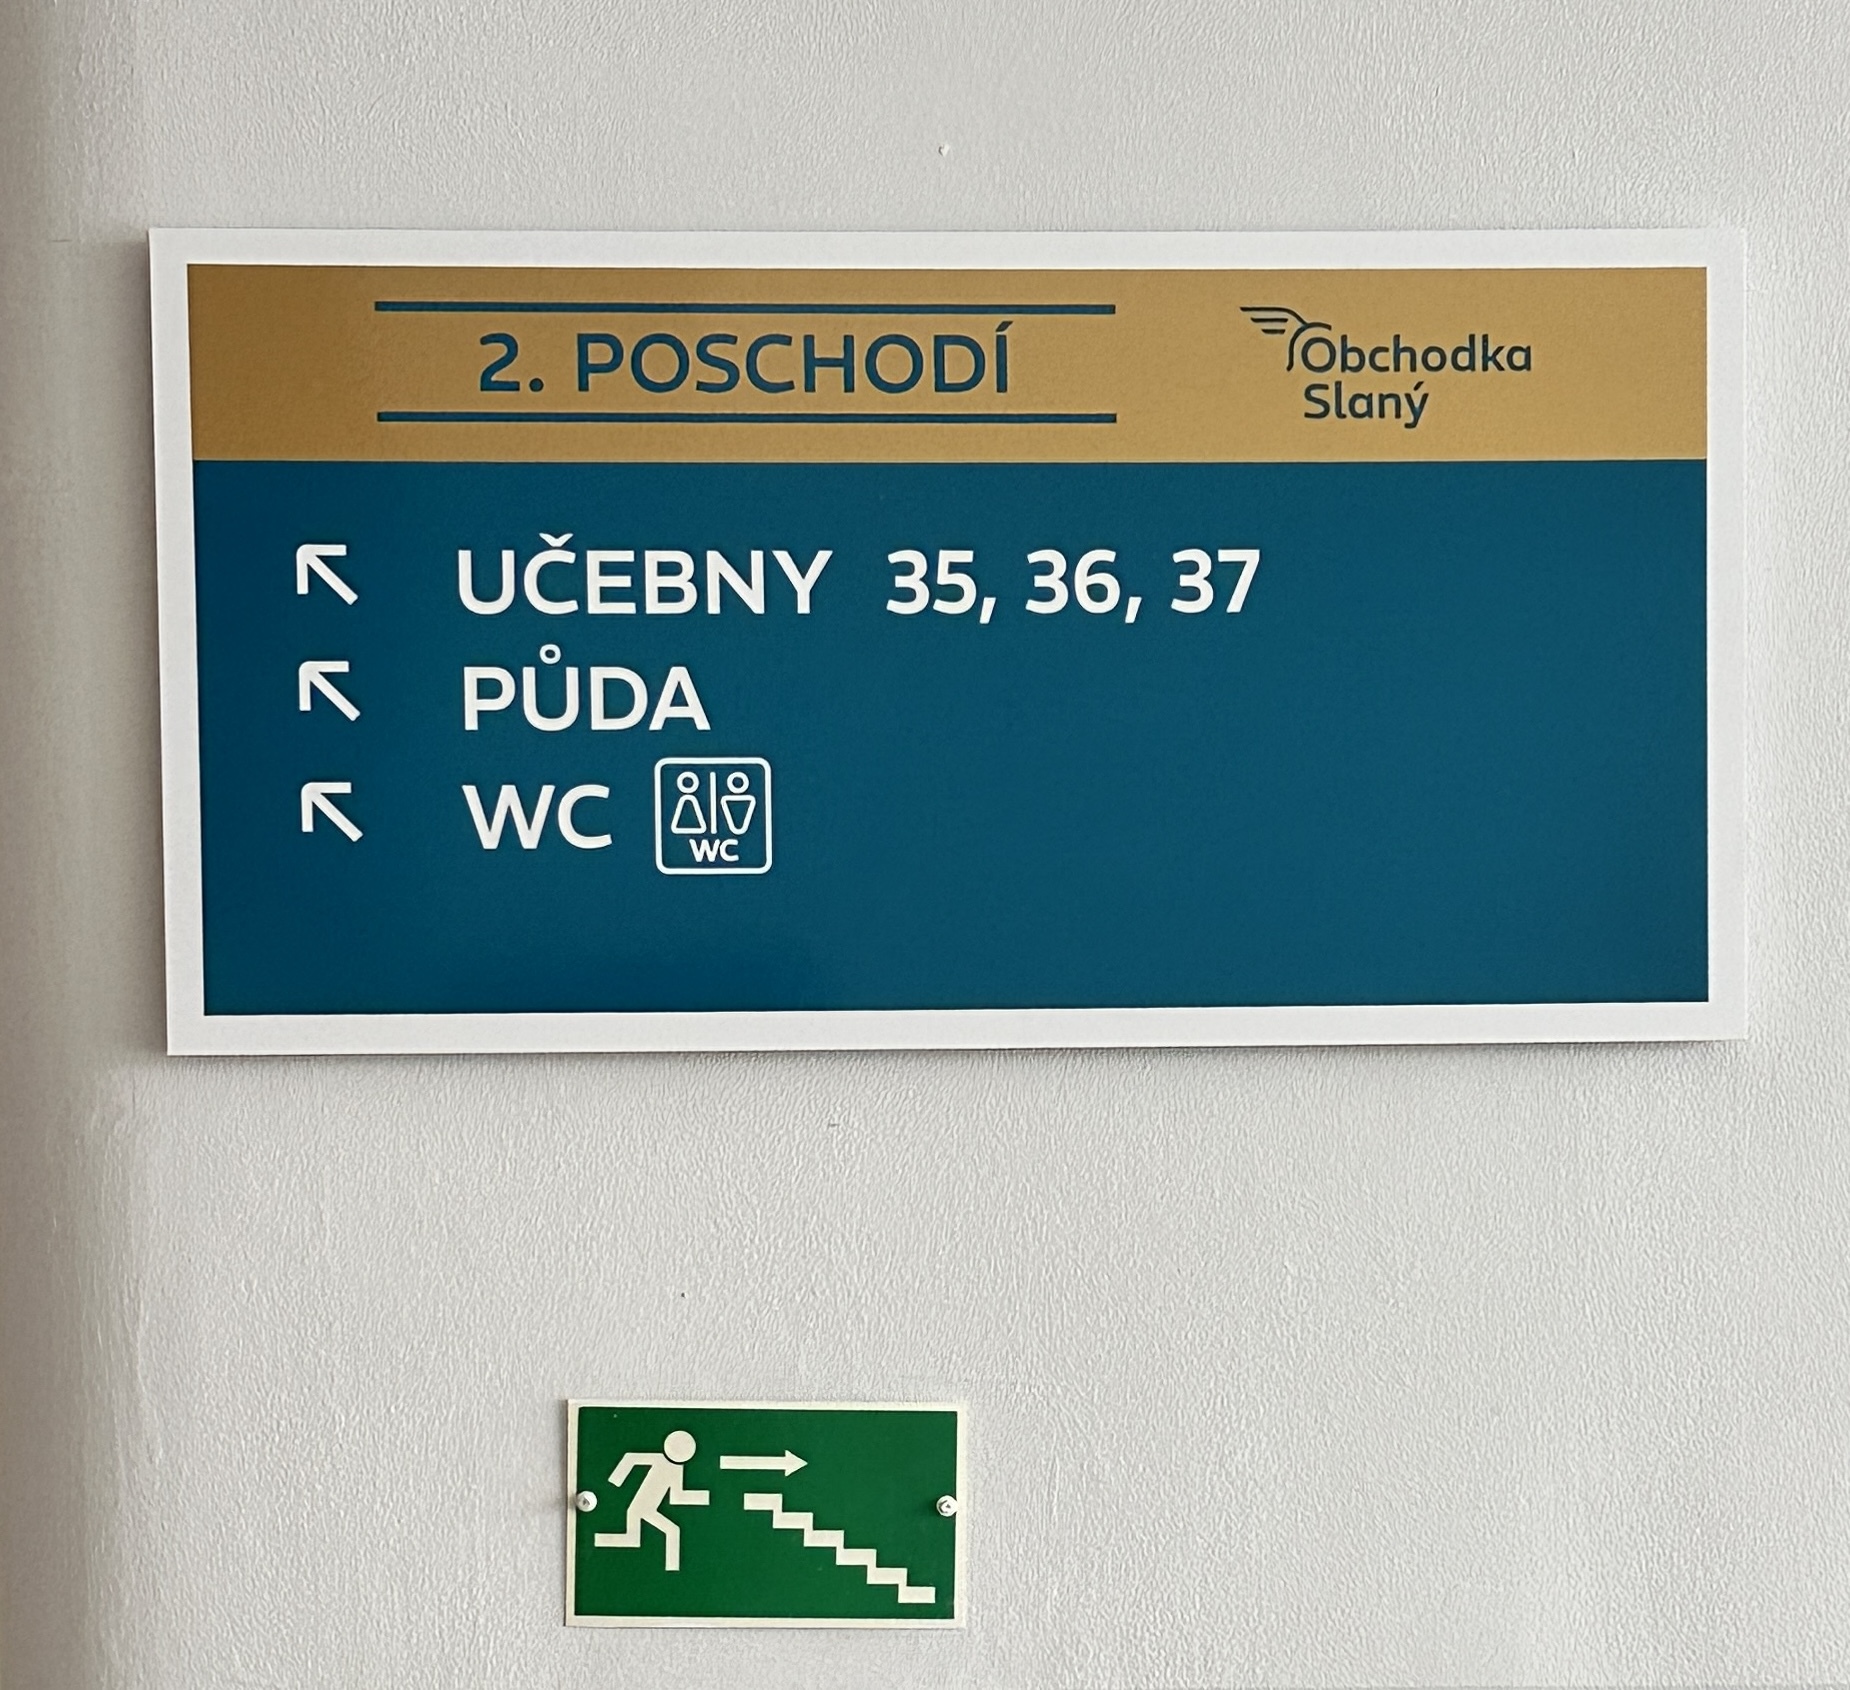 2. POSCHODÍ
Obchodka
Slaný
UČEBNY 35, 36, 37
PŮDA
WC
WC